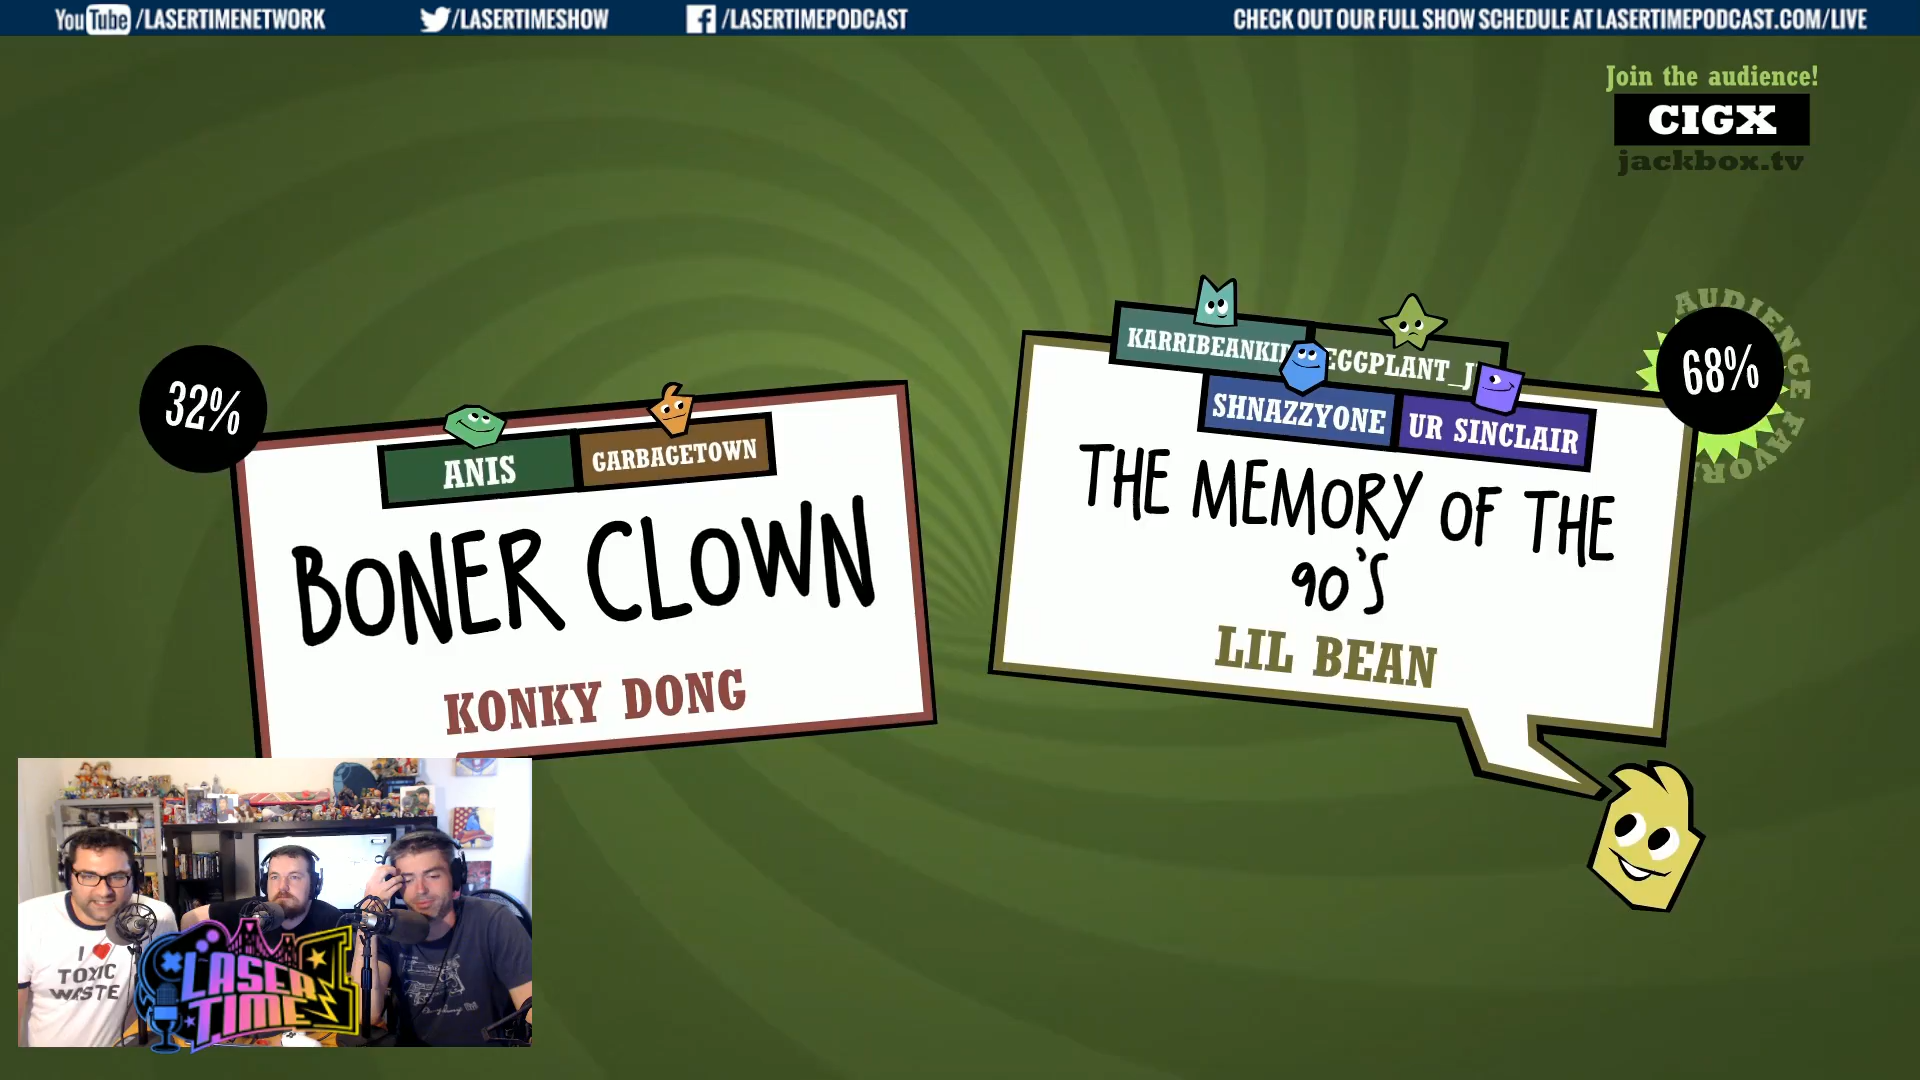 YouTube /LASERTIMENETWORK /LASERTIMESHOW /LASERTIMEPODCAST CHECK OUT OUR FULL SHOW SCHEDULE AT LASERTIMEPODCAST.COM/LIVE
Join the audience!
CIGX
jackbox.tv
32%
ANIS GARBAGETOWN
BONER CLOWN
KONKY DONG
KARRIBEANKI EGGPLANT_J
SHNAZZYONE UR SINCLAIR
68%
AUDIENCE FAVOR
THE MEMORY OF THE
90'S
LIL BEAN
I
TOXIC
WASTE
LASER
TIME